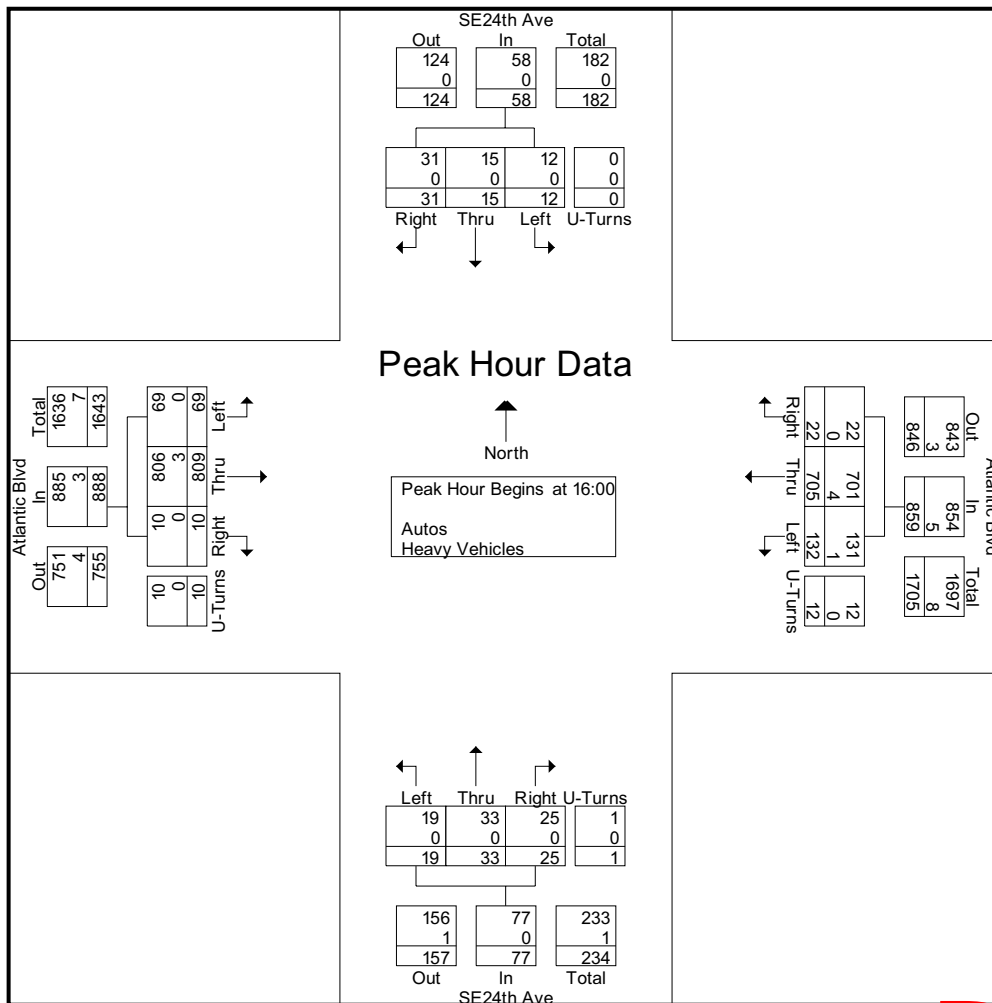 SE24th Ave
Out In Total
124 58 182
0 0 0
124 58 182
31 15 12 0
0 0 0 0
31 15 12 0
Right Thru Left U-Turns
Peak Hour Data
North
Peak Hour Begins at 16:00
Autos
Heavy Vehicles
Atlantic Blvd
Out In Total
751 885 1636
4 3 7
755 888 1643
U-Turns Right Thru Left
10 10 806 69
0 0 3 0
10 10 809 69
Atlantic Blvd
Out In Total
843 854 1697
3 5 8
846 859 1705
Right Thru Left U-Turns
22 701 131 12
0 4 1 0
22 705 132 12
Left Thru Right U-Turns
19 33 25 1
0 0 0 0
19 33 25 1
156 77 233
1 0 1
157 77 234
Out In Total
SE24th Ave